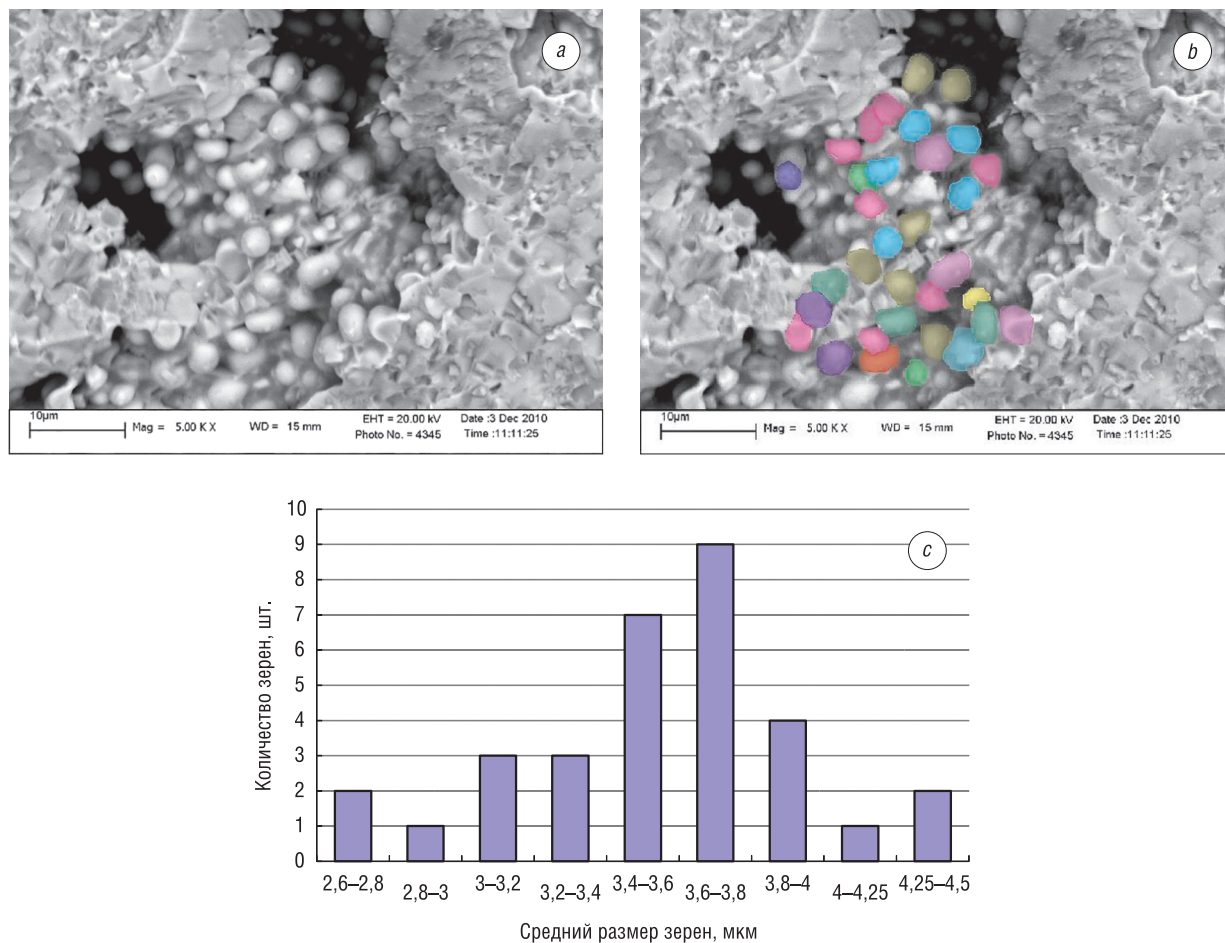 a
b
10µm
Mag = 5.00 K X
WD = 15 mm
EHT = 20.00 kV
Photo No. = 4345
Date :3 Dec 2010
Time :11:11:25
10µm
Mag = 5.00 K X
WD = 15 mm
EHT = 20.00 kV
Photo No. = 4345
Date :3 Dec 2010
Time :11:11:25
c
Количество зерен, шт.
10
9
8
7
6
5
4
3
2
1
0
2,6–2,8
2,8–3
3–3,2
3,2–3,4
3,4–3,6
3,6–3,8
3,8–4
4–4,25
4,25–4,5
Средний размер зерен, мкм